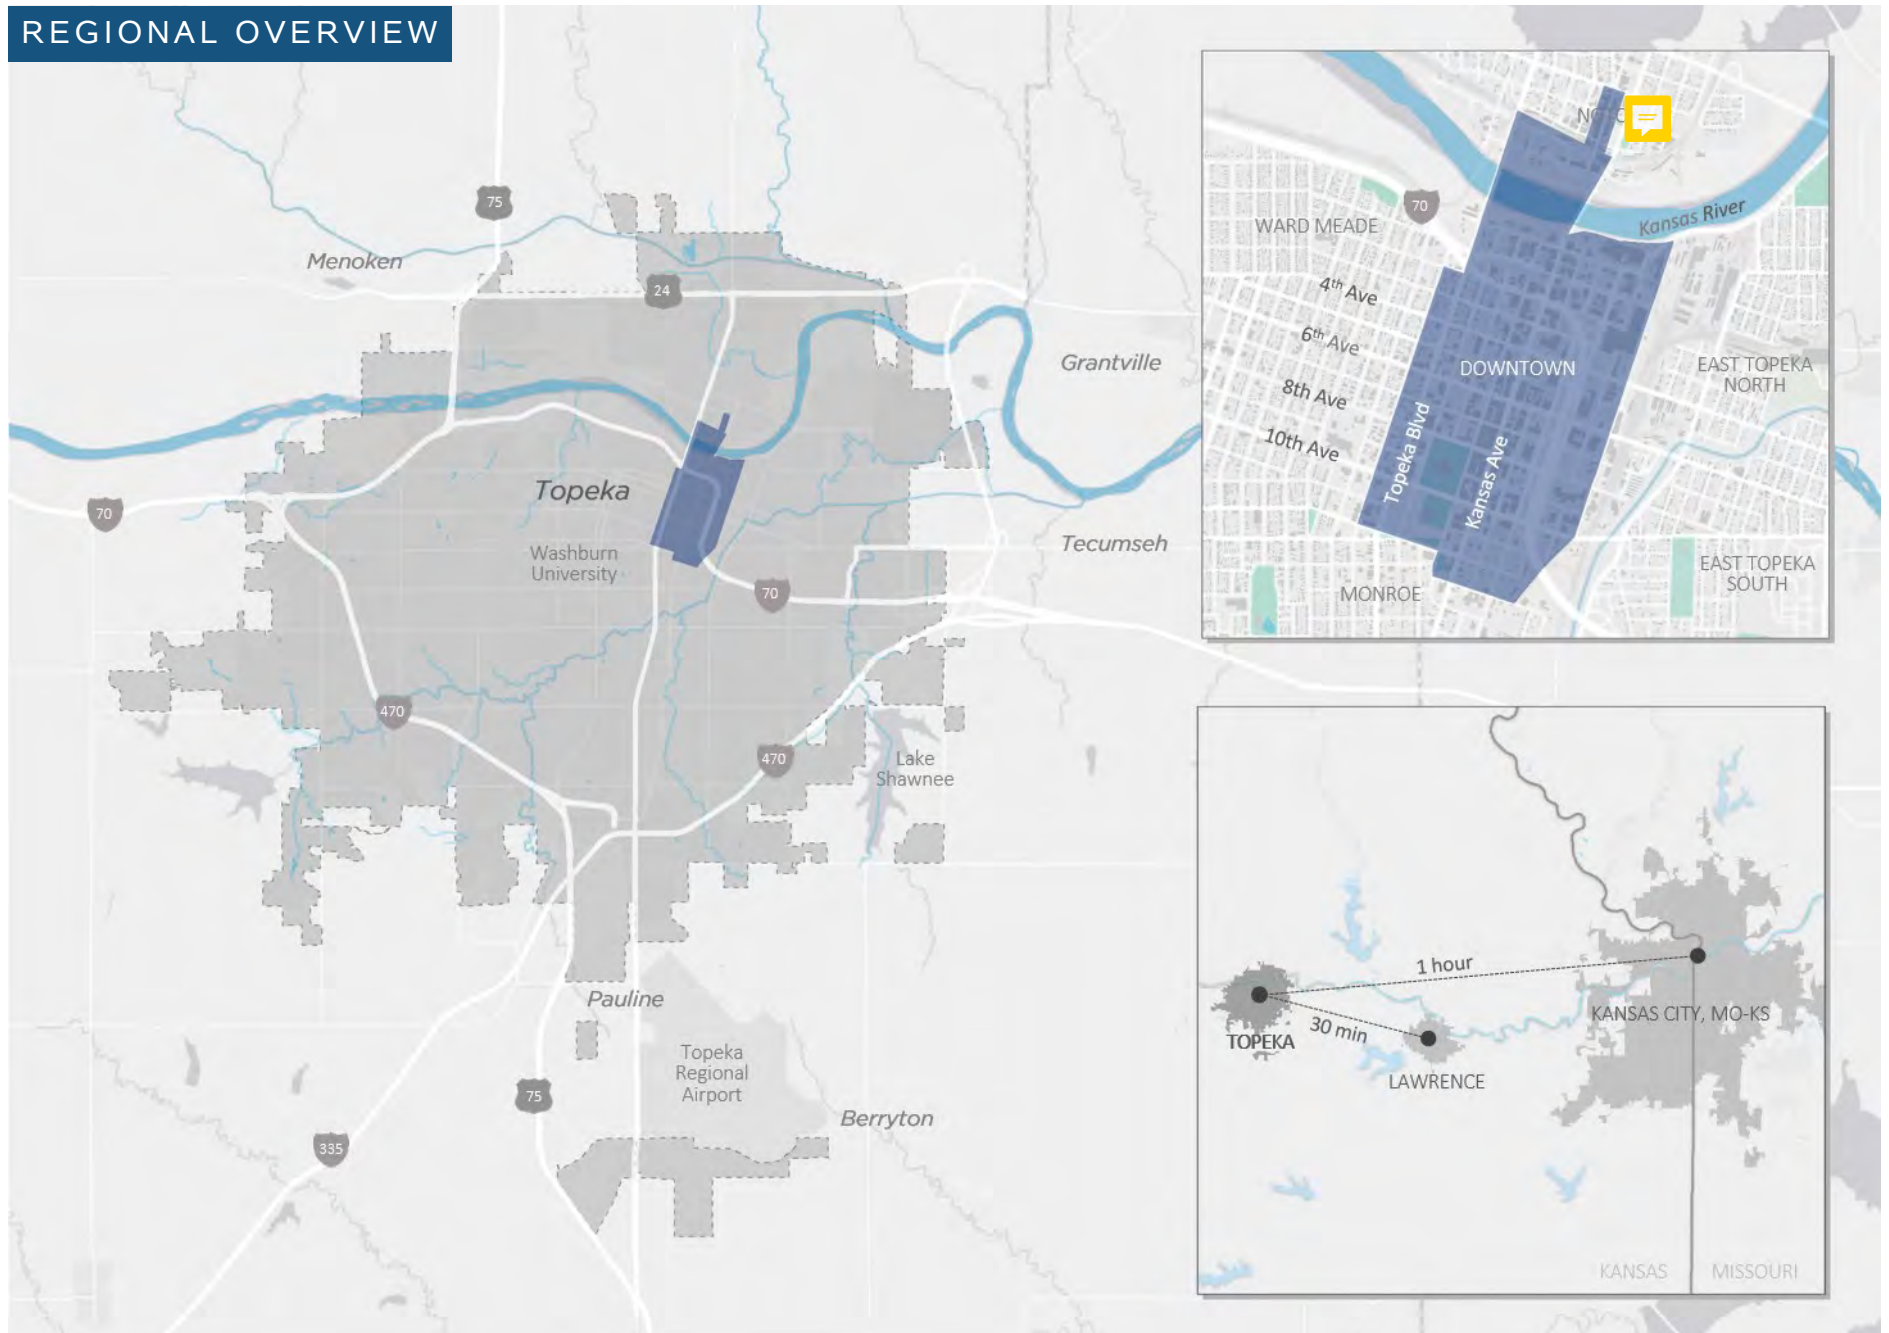 REGIONAL OVERVIEW
75
Menoken
24
Grantville
Topeka
70
Washburn
University
Tecumseh
70
470
470
Lake
Shawnee
Pauline
Topeka
Regional
Airport
75
Berryton
335
70
Kansas River
WARD MEADE
4th Ave
6th Ave
DOWNTOWN
EAST TOPEKA
NORTH
8th Ave
Topeka Blvd
10th Ave
Kansas Ave
EAST TOPEKA
SOUTH
MONROE
1 hour
KANSAS CITY, MO-KS
30 min
TOPEKA
LAWRENCE
KANSAS
MISSOURI